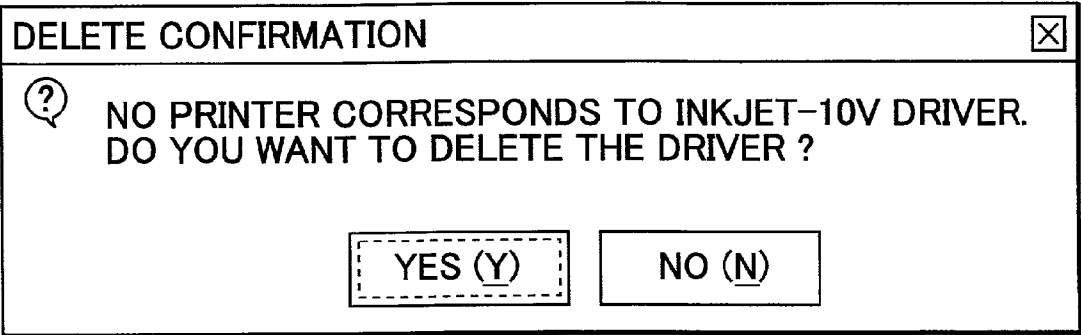 DELETE CONFIRMATION
?
NO PRINTER CORRESPONDS TO INKJET-10V DRIVER.
DO YOU WANT TO DELETE THE DRIVER ?
YES (Y) NO (N)